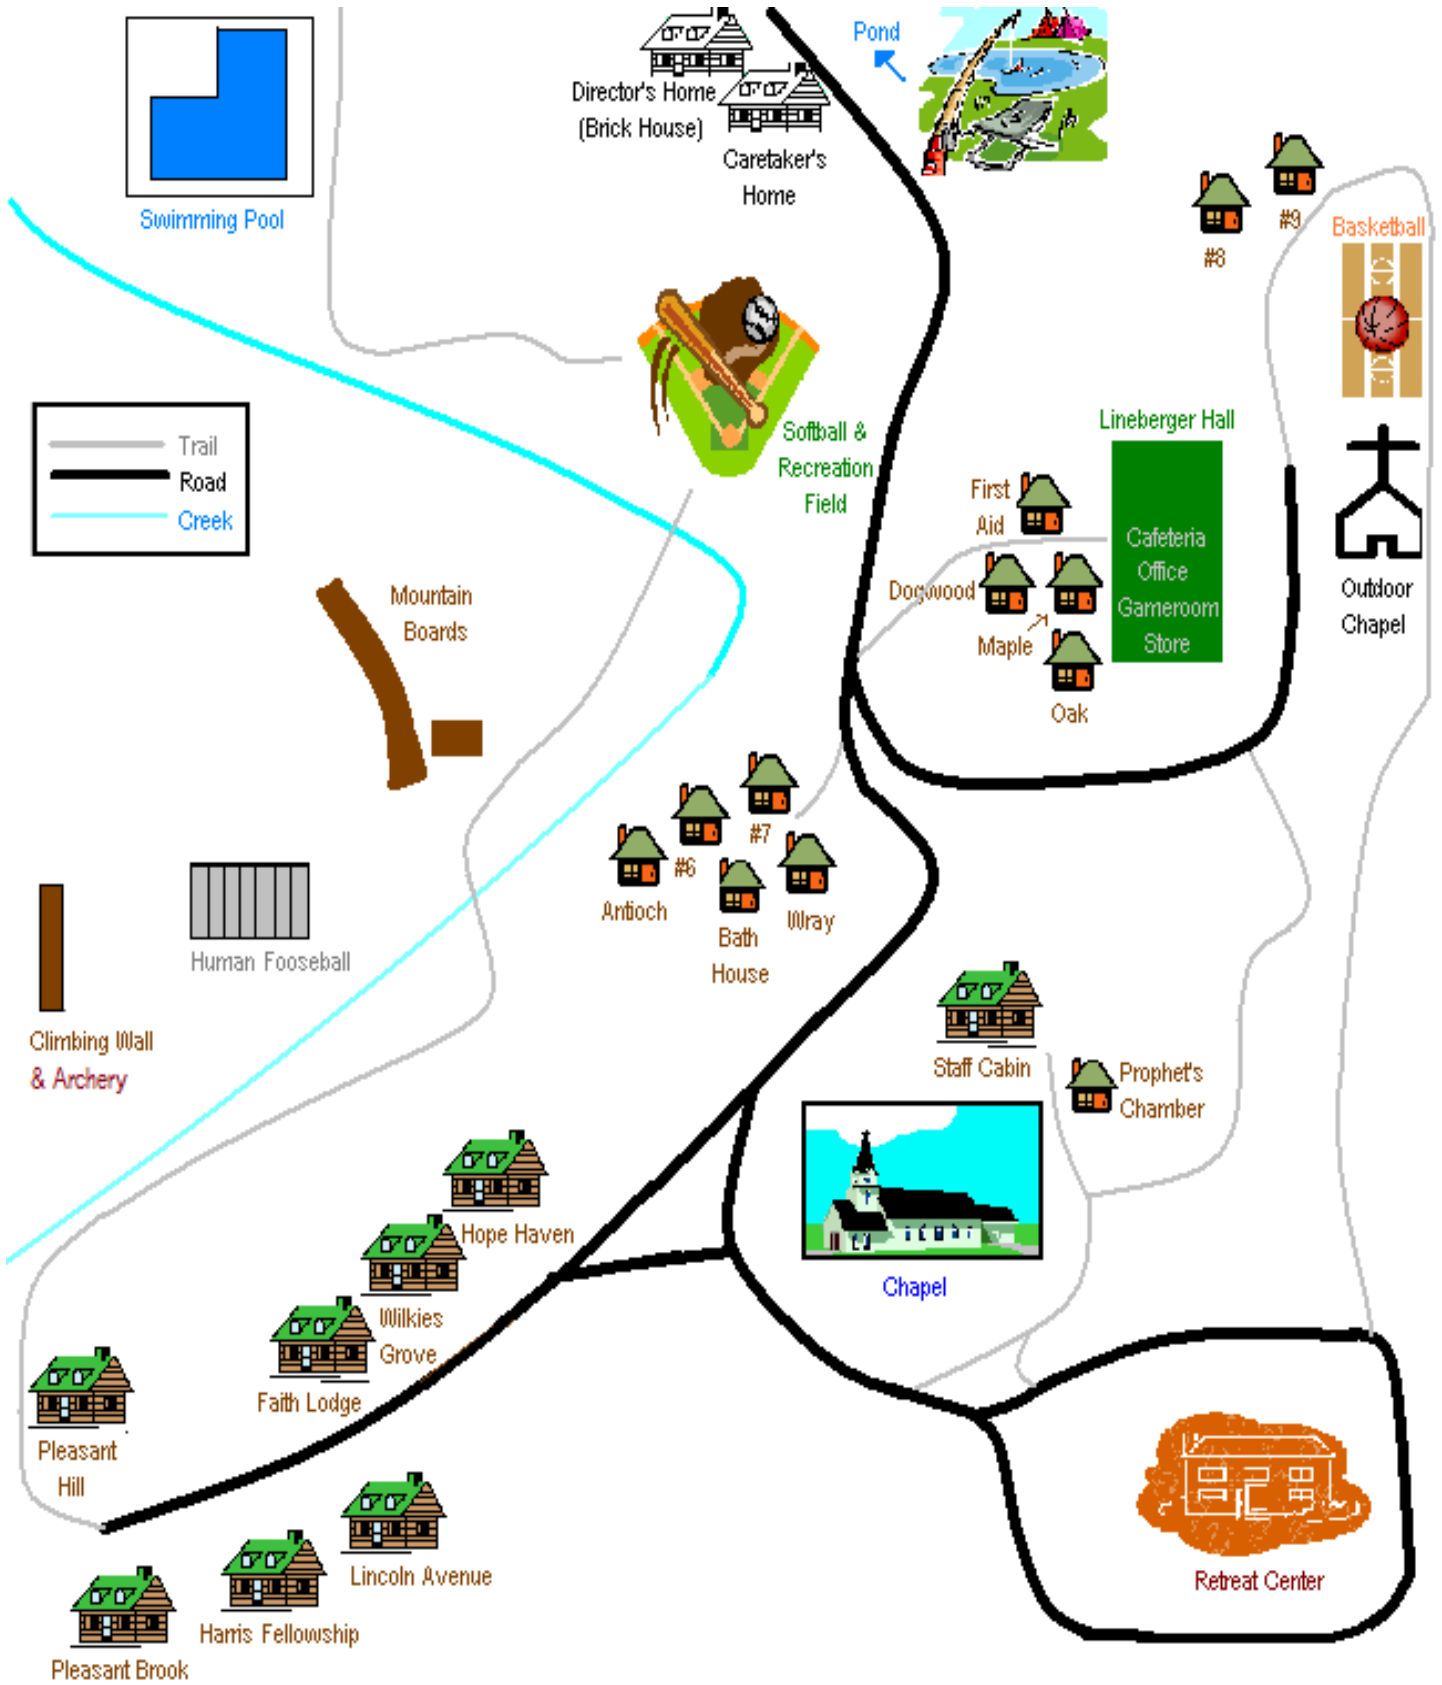 Pond
Director's Home
(Brick House)
Caretaker's
Home
Swimming Pool
#9
#8
Basketball
Trail
Road
Creek
Softball &
Recreation
Field
Lineberger Hall
First
Aid
Cafeteria
Office
Gameroom
Store
Dogwood
Maple
Oak
Outdoor
Chapel
Mountain
Boards
#7
#6
Antioch
Wray
Bath
House
Human Fooseball
Climbing Wall
& Archery
Staff Cabin
Prophet's
Chamber
Hope Haven
Chapel
Wilkies
Grove
Faith Lodge
Pleasant
Hill
Lincoln Avenue
Retreat Center
Harris Fellowship
Pleasant Brook